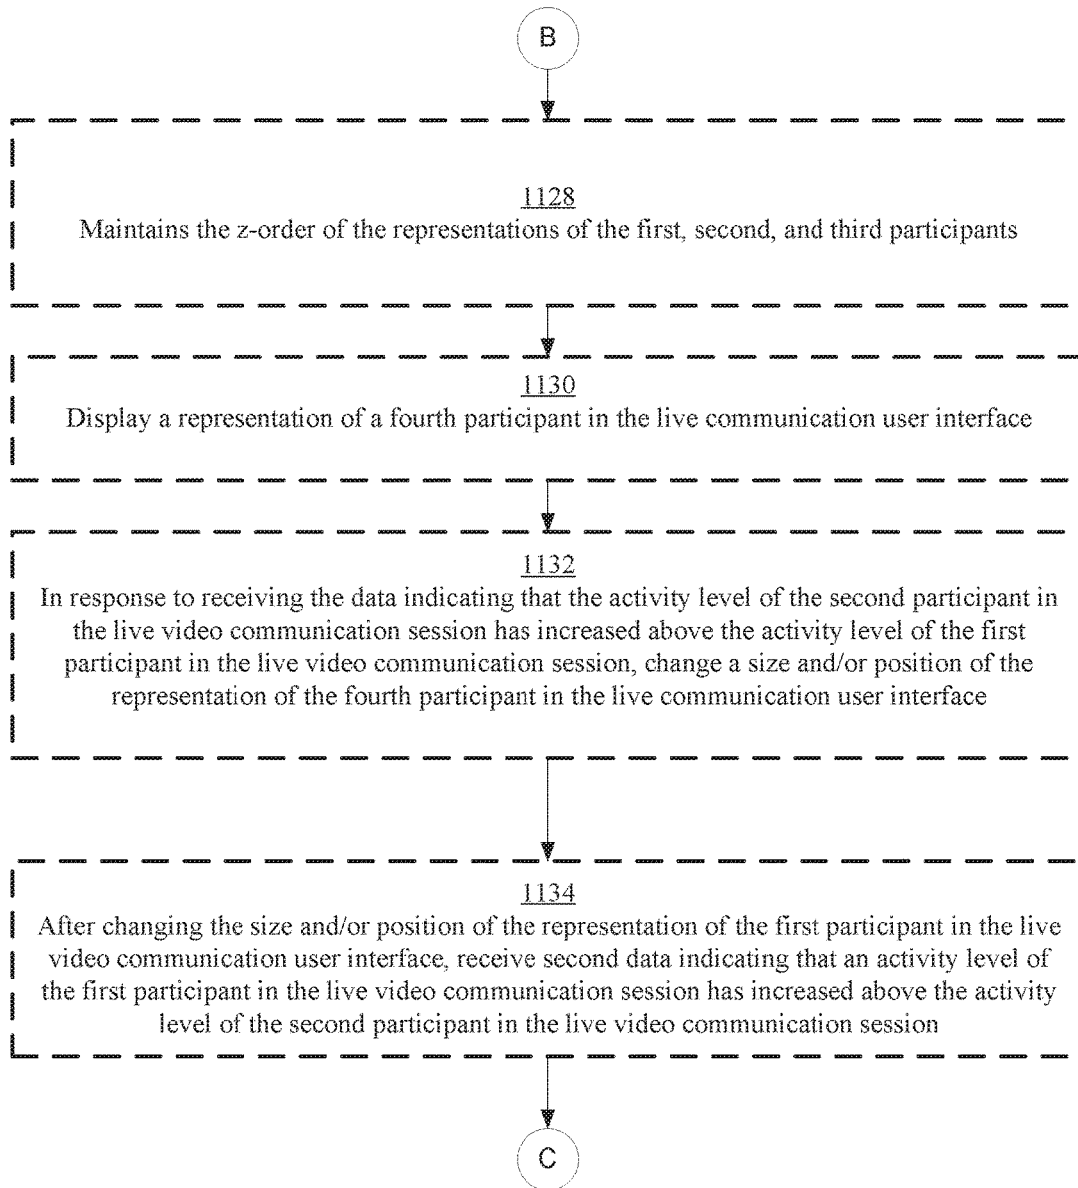 B
1128
Maintains the z-order of the representations of the first, second, and third participants
1130
Display a representation of a fourth participant in the live communication user interface
1132
In response to receiving the data indicating that the activity level of the second participant in
the live video communication session has increased above the activity level of the first
participant in the live video communication session, change a size and/or position of the
representation of the fourth participant in the live communication user interface
1134
After changing the size and/or position of the representation of the first participant in the live
video communication user interface, receive second data indicating that an activity level of
the first participant in the live video communication session has increased above the activity
level of the second participant in the live video communication session
C